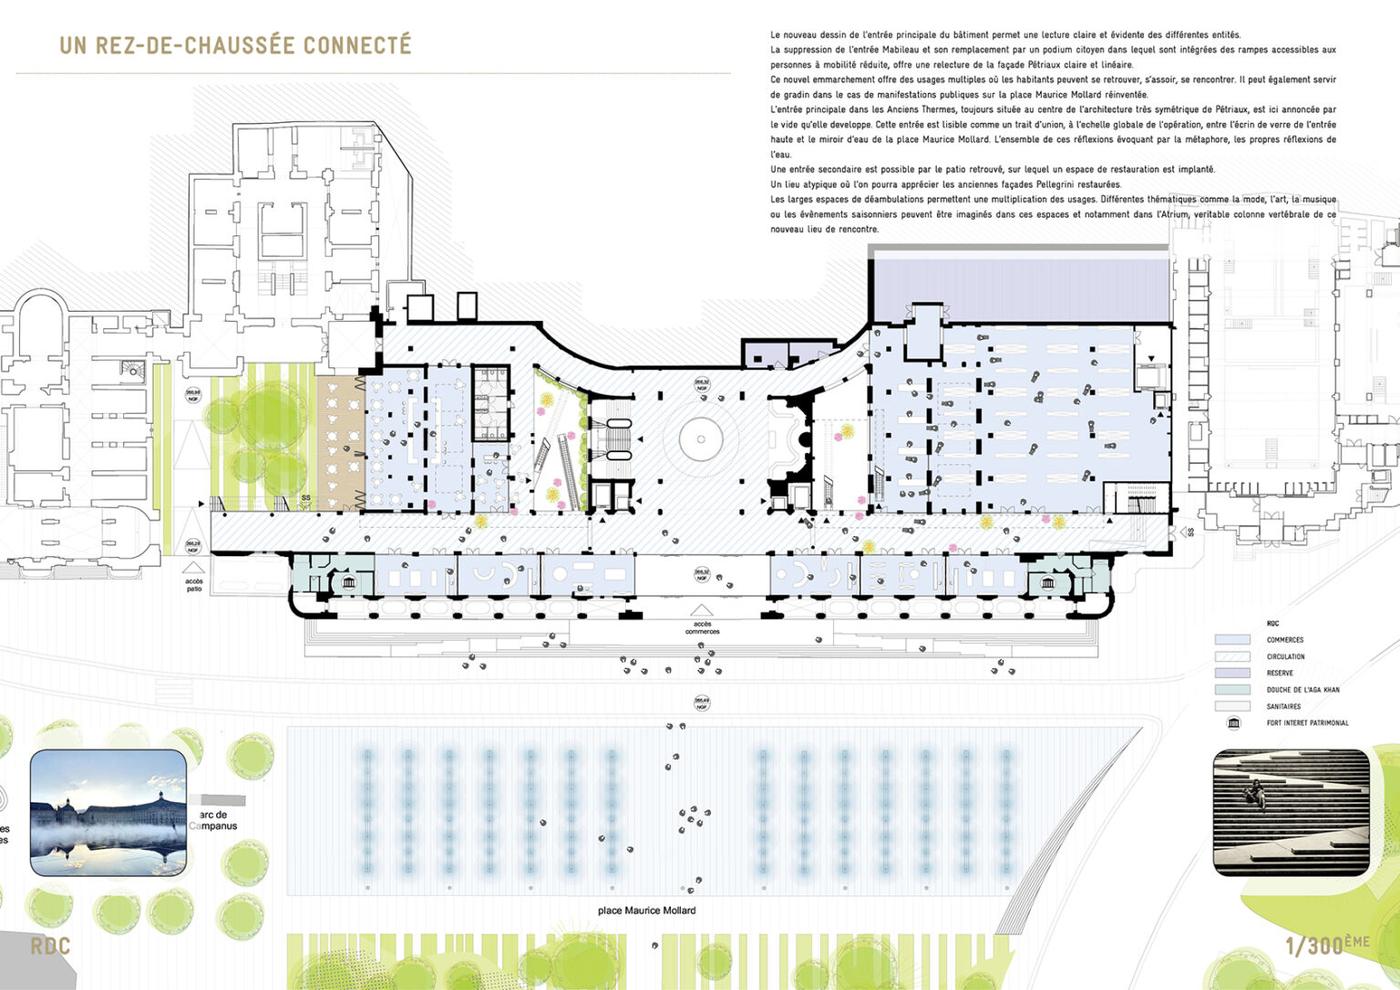 UN REZ-DE-CHAUSSÉE CONNECTÉ
Le nouveau dessin de l'entrée principale du bâtiment permet une lecture claire et évidente des différentes entités.
La suppression de l'entrée Mabileau et son remplacement par un podium citoyen dans lequel sont intégrées des rampes accessibles aux
personnes à mobilité réduite, offre une relecture de la façade Pétriaux claire et linéaire.
Ce nouvel emmarchement offre des usages multiples où les habitants peuvent se retrouver, s'assoir, se rencontrer. Il peut également servir
de gradin dans le cas de manifestations publiques sur la place Maurice Mollard réinventée.
L'entrée principale dans les Anciens Thermes, toujours située au centre de l'architecture très symétrique de Pétriaux, est ici annoncée par
le vide qu'elle developpe. Cette entrée est lisible comme un trait d'union, à l'echelle globale de l'opération, entre l'écrin de verre de l'entrée
haute et le miroir d'eau de la place Maurice Mollard. L'ensemble de ces réflexions évoquant par la métaphore, les propres réflexions de
l'eau.
Une entrée secondaire est possible par le patio retrouvé, sur lequel un espace de restauration est implanté.
Un lieu atypique où l'on pourra apprécier les anciennes façades Pellegrini restaurées.
Les larges espaces de déambulations permettent une multiplication des usages. Différentes thématiques comme la mode, l'art, la musique
ou les évènements saisonniers peuvent être imaginés dans ces espaces et notamment dans l'Atrium, veritable colonne vertébrale de ce
nouveau lieu de rencontre.
NGF
NGF
SS
SS
NGF
NGF
accès
patio
accès
commerces
NGF
RDC
COMMERCES
CIRCULATION
RESERVE
DOUCHE DE L'AGA KHAN
SANITAIRES
FORT INTERET PATRIMONIAL
arc de
Campanus
es
es
place Maurice Mollard
RDC
1/300ÈME